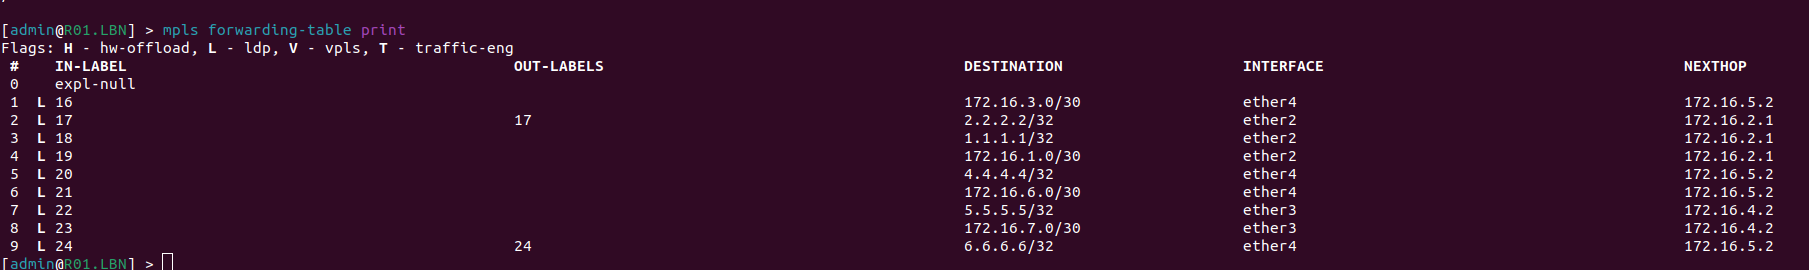 [admin@R01.LBN] > mpls forwarding-table print
Flags: H - hw-offload, L - ldp, V - vpls, T - traffic-eng
# IN-LABEL OUT-LABELS DESTINATION INTERFACE NEXTHOP
0 expl-null
1 L 16 172.16.3.0/30 ether4 172.16.5.2
2 L 17 17 2.2.2.2/32 ether2 172.16.2.1
3 L 18 1.1.1.1/32 ether2 172.16.2.1
4 L 19 172.16.1.0/30 ether2 172.16.2.1
5 L 20 4.4.4.4/32 ether4 172.16.5.2
6 L 21 172.16.6.0/30 ether4 172.16.5.2
7 L 22 5.5.5.5/32 ether3 172.16.4.2
8 L 23 172.16.7.0/30 ether3 172.16.4.2
9 L 24 24 6.6.6.6/32 ether4 172.16.5.2
[admin@R01.LBN] >